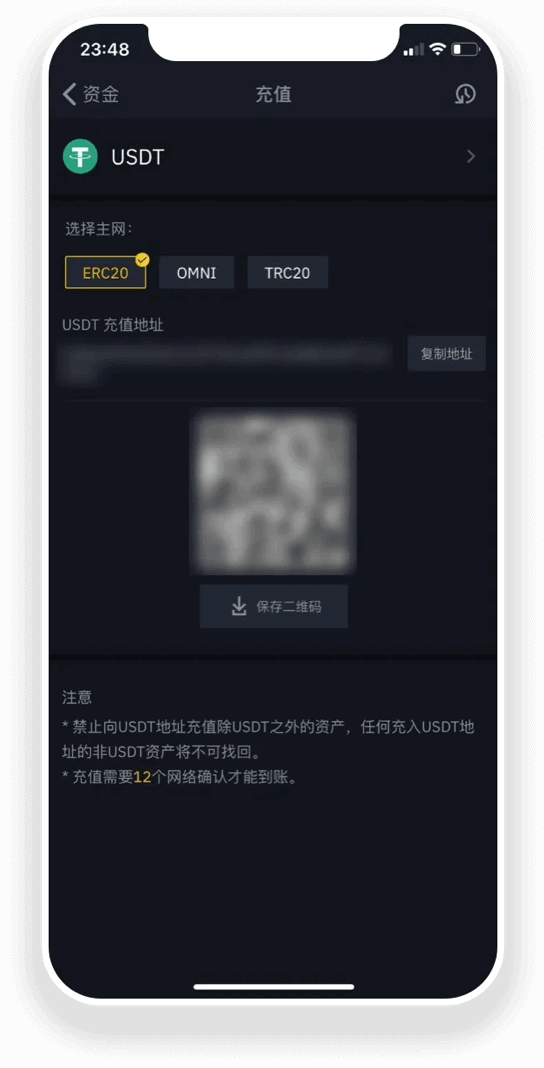 23:48
资金
充值
USDT
选择主网：
ERC20
OMNI
TRC20
USDT 充值地址
复制地址
保存二维码
注意
* 禁止向USDT地址充值除USDT之外的资产，任何充入USDT地
址的非USDT资产将不可找回。
* 充值需要12个网络确认才能到账。